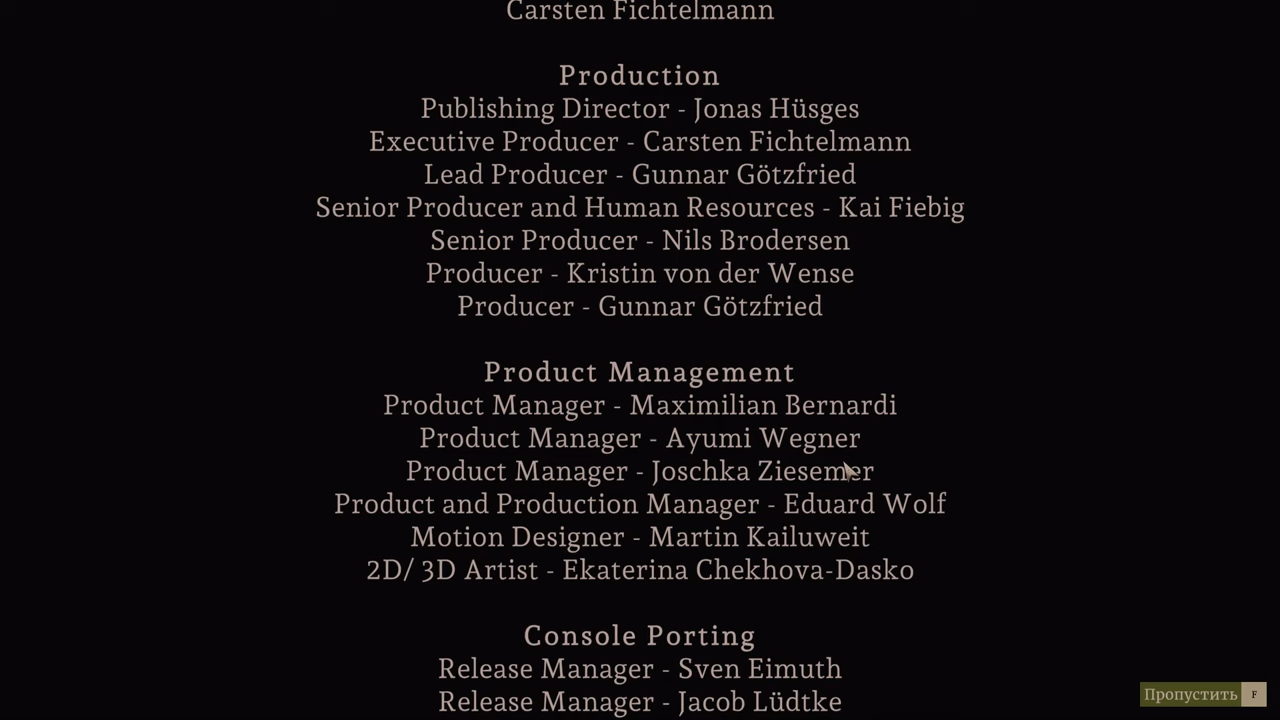 Carsten Fichtelmann
Production
Publishing Director - Jonas Hüsges
Executive Producer - Carsten Fichtelmann
Lead Producer - Gunnar Götzfried
Senior Producer and Human Resources - Kai Fiebig
Senior Producer - Nils Brodersen
Producer - Kristin von der Wense
Producer - Gunnar Götzfried
Product Management
Product Manager - Maximilian Bernardi
Product Manager - Ayumi Wegner
Product Manager - Joschka Ziesemer
Product and Production Manager - Eduard Wolf
Motion Designer - Martin Kailuweit
2D/ 3D Artist - Ekaterina Chekhova-Dasko
Console Porting
Release Manager - Sven Eimuth
Release Manager - Jacob Lüdtke
Пропустить F